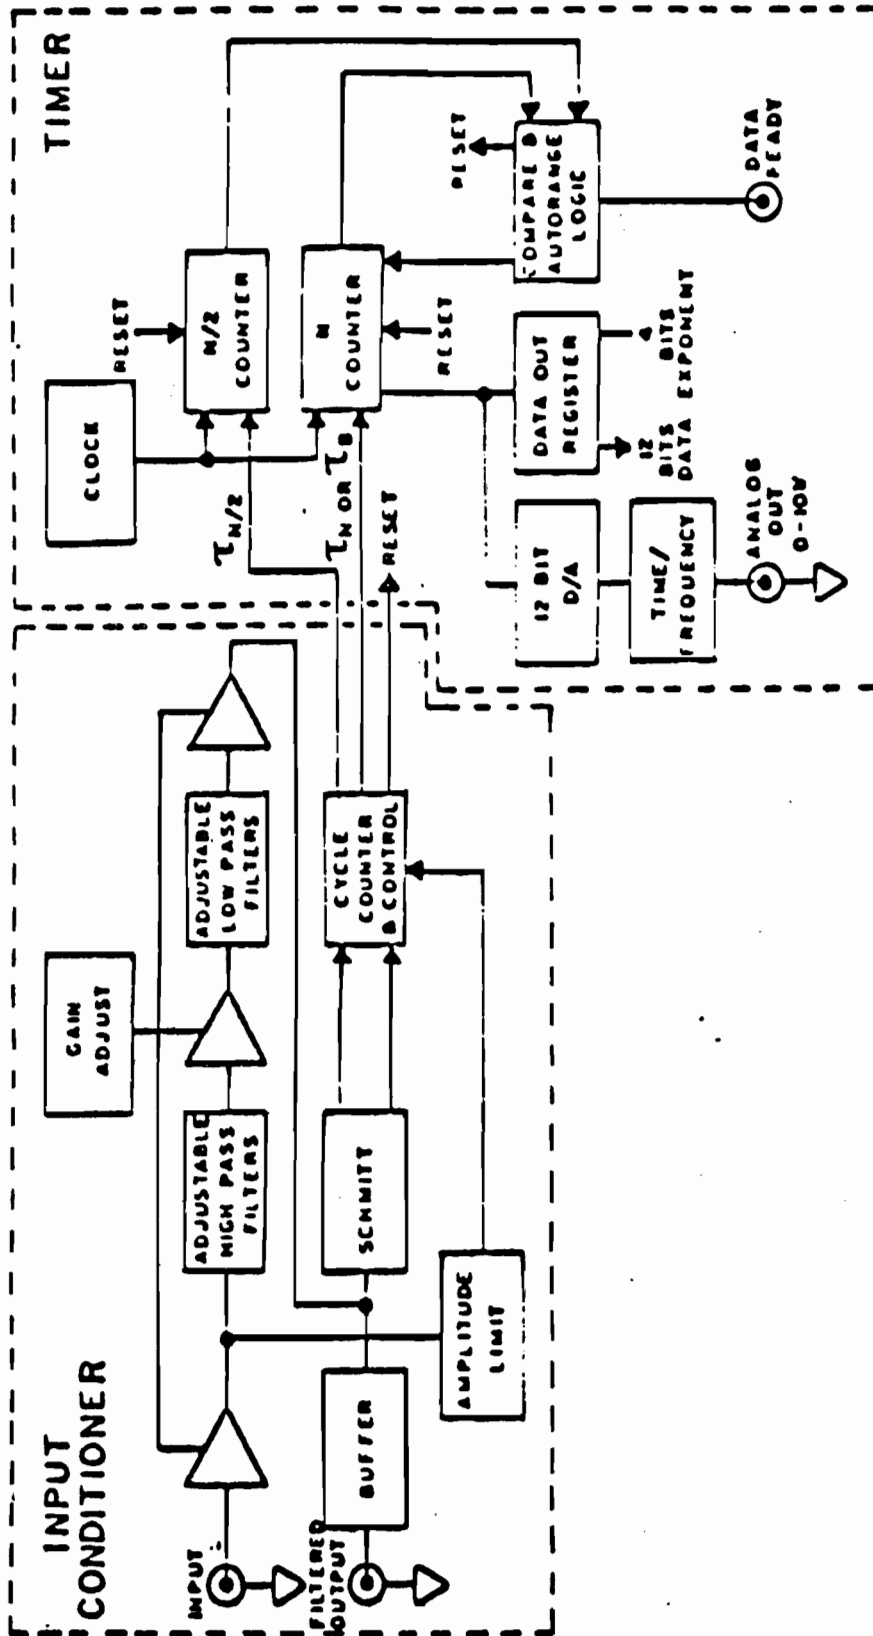 INPUT
CONDITIONER
GAIN
ADJUST
INPUT
ADJUSTABLE
HIGH PASS
FILTERS
ADJUSTABLE
LOW PASS
FILTERS
FILTERED
OUTPUT
BUFFER
SCHMITT
CYCLE
COUNTER
& CONTROL
AMPLITUDE
LIMIT
TIMER
CLOCK
RESET
N/2
COUNTER
τN/2
τN OR τB
RESET
N
COUNTER
RESET
RESET
12 BIT
D/A
DATA OUT
REGISTER
COMPARE &
AUTORANGE
LOGIC
TIME/
FREQUENCY
12
BITS
DATA
4
BITS
EXPONENT
ANALOG
OUT
0-10V
DATA
READY